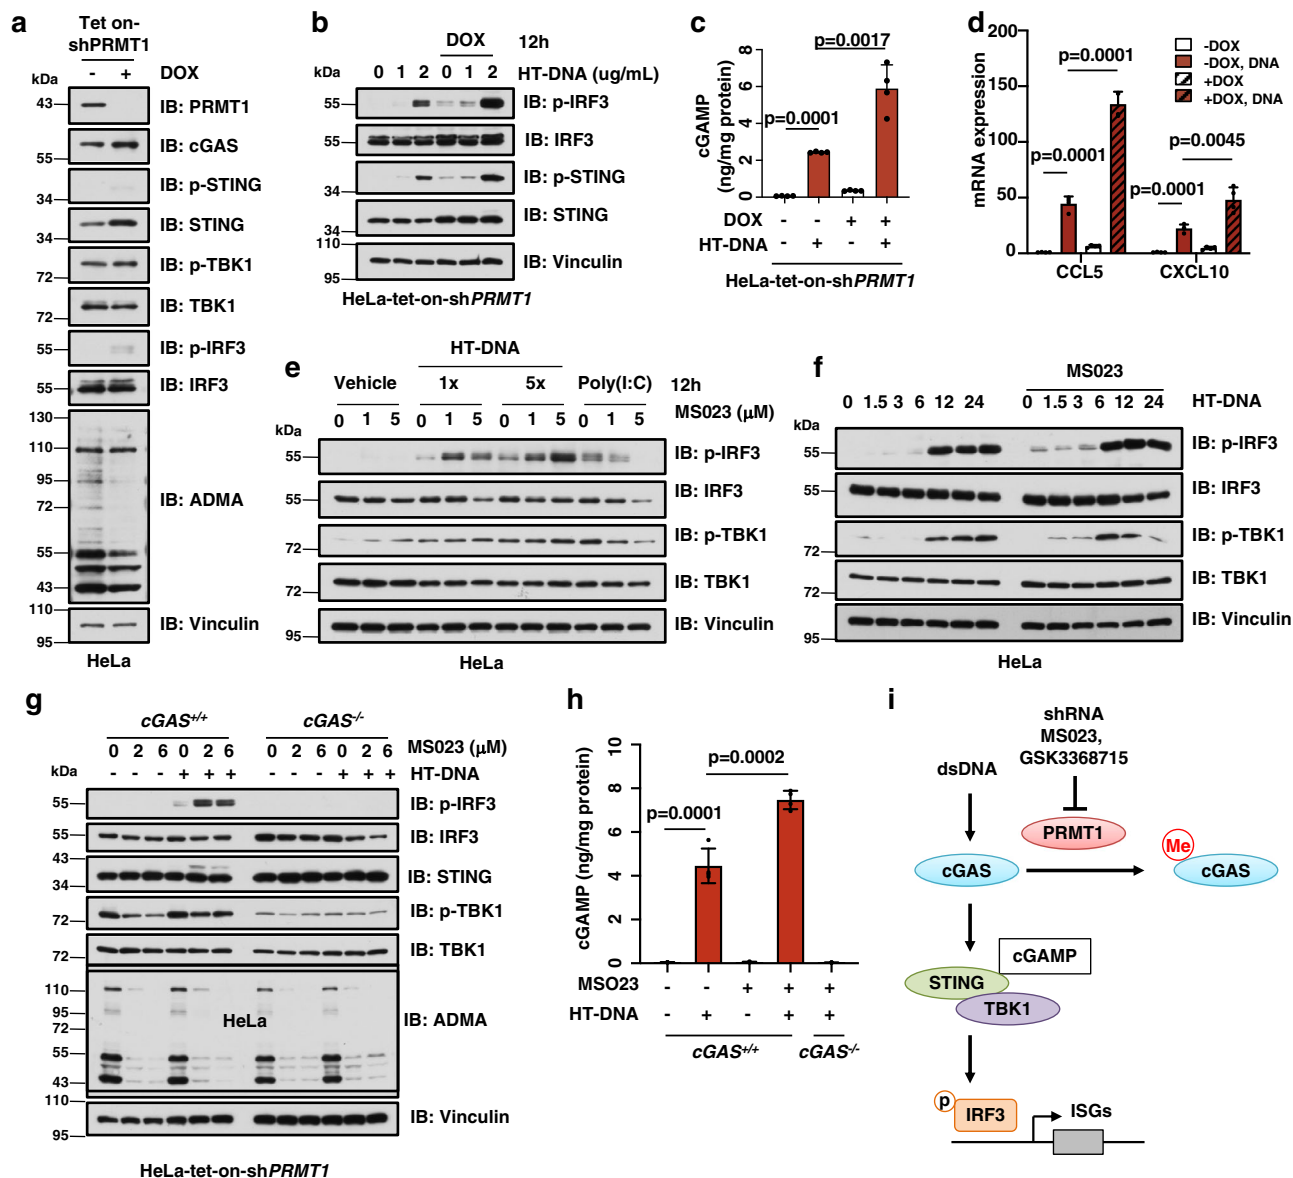 a
Tet on-
shPRMT1
kDa
- + DOX
43 IB: PRMT1
IB: cGAS
55
IB: p-STING
34
IB: STING
34
IB: p-TBK1
72
IB: TBK1
72
55 IB: p-IRF3
55 IB: IRF3
130
110
95
72
IB: ADMA
55
43
110
IB: Vinculin
95
HeLa
b
DOX 12h
kDa 0 1 2 0 1 2 HT-DNA (ug/mL)
55 IB: p-IRF3
55 IB: IRF3
IB: p-STING
34
IB: STING
34
110
IB: Vinculin
95
HeLa-tet-on-shPRMT1
c
cGAMP
(ng/mg protein)
8
6
4
2
0
p=0.0017
p=0.0001
DOX - - + +
HT-DNA - + - +
HeLa-tet-on-shPRMT1
d
mRNA expression
200
150
100
50
0
p=0.0001
p=0.0001
p=0.0045
p=0.0001
-DOX
-DOX, DNA
+DOX
+DOX, DNA
CCL5 CXCL10
e
HT-DNA
Vehicle 1x 5x Poly(I:C) 12h
0 1 5 0 1 5 0 1 5 0 1 5 MS023 (μM)
kDa
55 IB: p-IRF3
55 IB: IRF3
IB: p-TBK1
72
IB: TBK1
72
IB: Vinculin
95
HeLa
f
MS023
0 1.5 3 6 12 24 0 1.5 3 6 12 24 HT-DNA
kDa
55 IB: p-IRF3
55 IB: IRF3
IB: p-TBK1
72
IB: TBK1
72
IB: Vinculin
95
HeLa
g
cGAS+/+ cGAS-/-
0 2 6 0 2 6 0 2 6 0 2 6 MS023 (μM)
kDa - - - + + + - - - + + + HT-DNA
55 IB: p-IRF3
55 IB: IRF3
43
IB: STING
34
IB: p-TBK1
72
IB: TBK1
72
110
95
72
HeLa
IB: ADMA
55
43
110
IB: Vinculin
95
HeLa-tet-on-shPRMT1
h
cGAMP (ng/mg protein)
10
8
6
4
2
0
p=0.0002
p=0.0001
MSO23 - - + + +
HT-DNA - + - + +
cGAS+/+ cGAS-/-
i
shRNA
MS023,
GSK3368715
dsDNA
PRMT1
Me
cGAS
cGAS
cGAMP
STING
TBK1
p
IRF3
ISGs